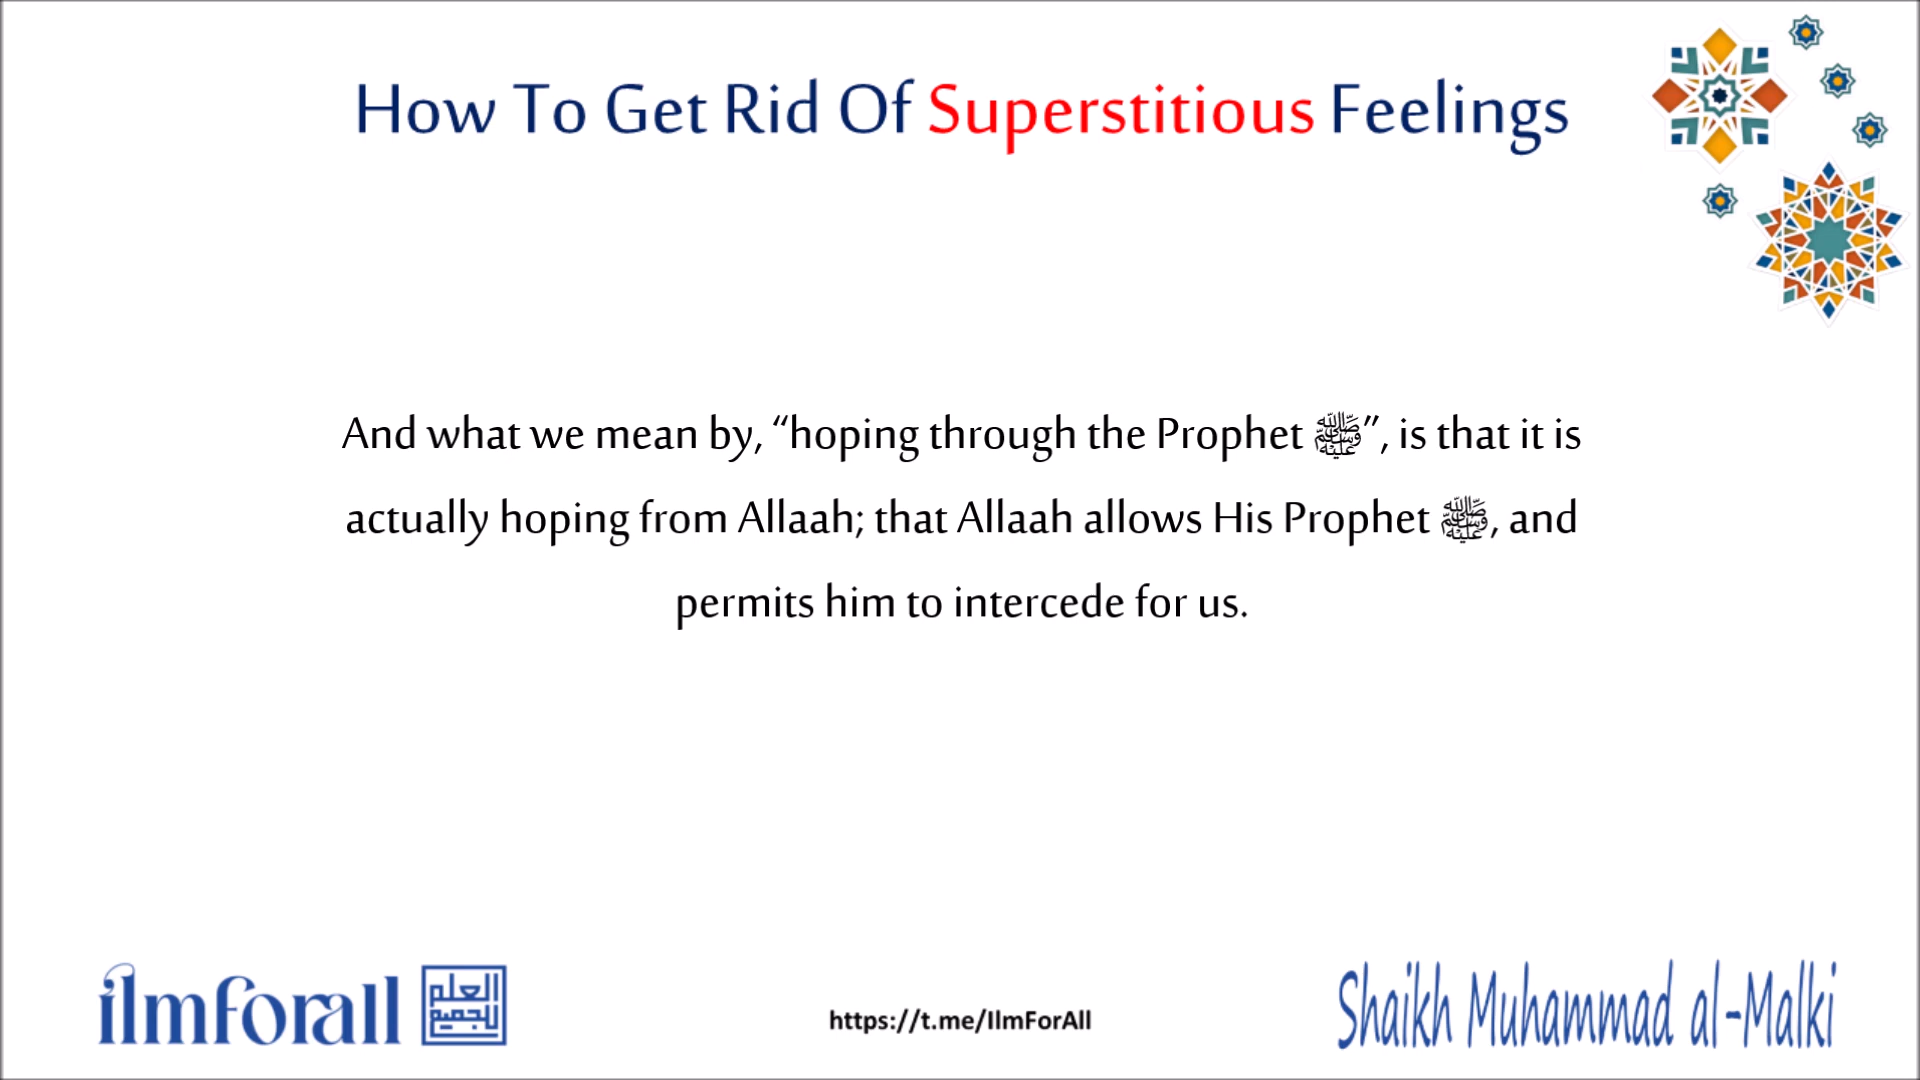 How To Get Rid Of Superstitious Feelings
And what we mean by, “hoping through the Prophet ﷺ”, is that it is
actually hoping from Allaah; that Allaah allows His Prophet ﷺ, and
permits him to intercede for us.
ilmforall
العلم
للجميع
https://t.me/IlmForAll
Shaikh Muhammad al-Malki